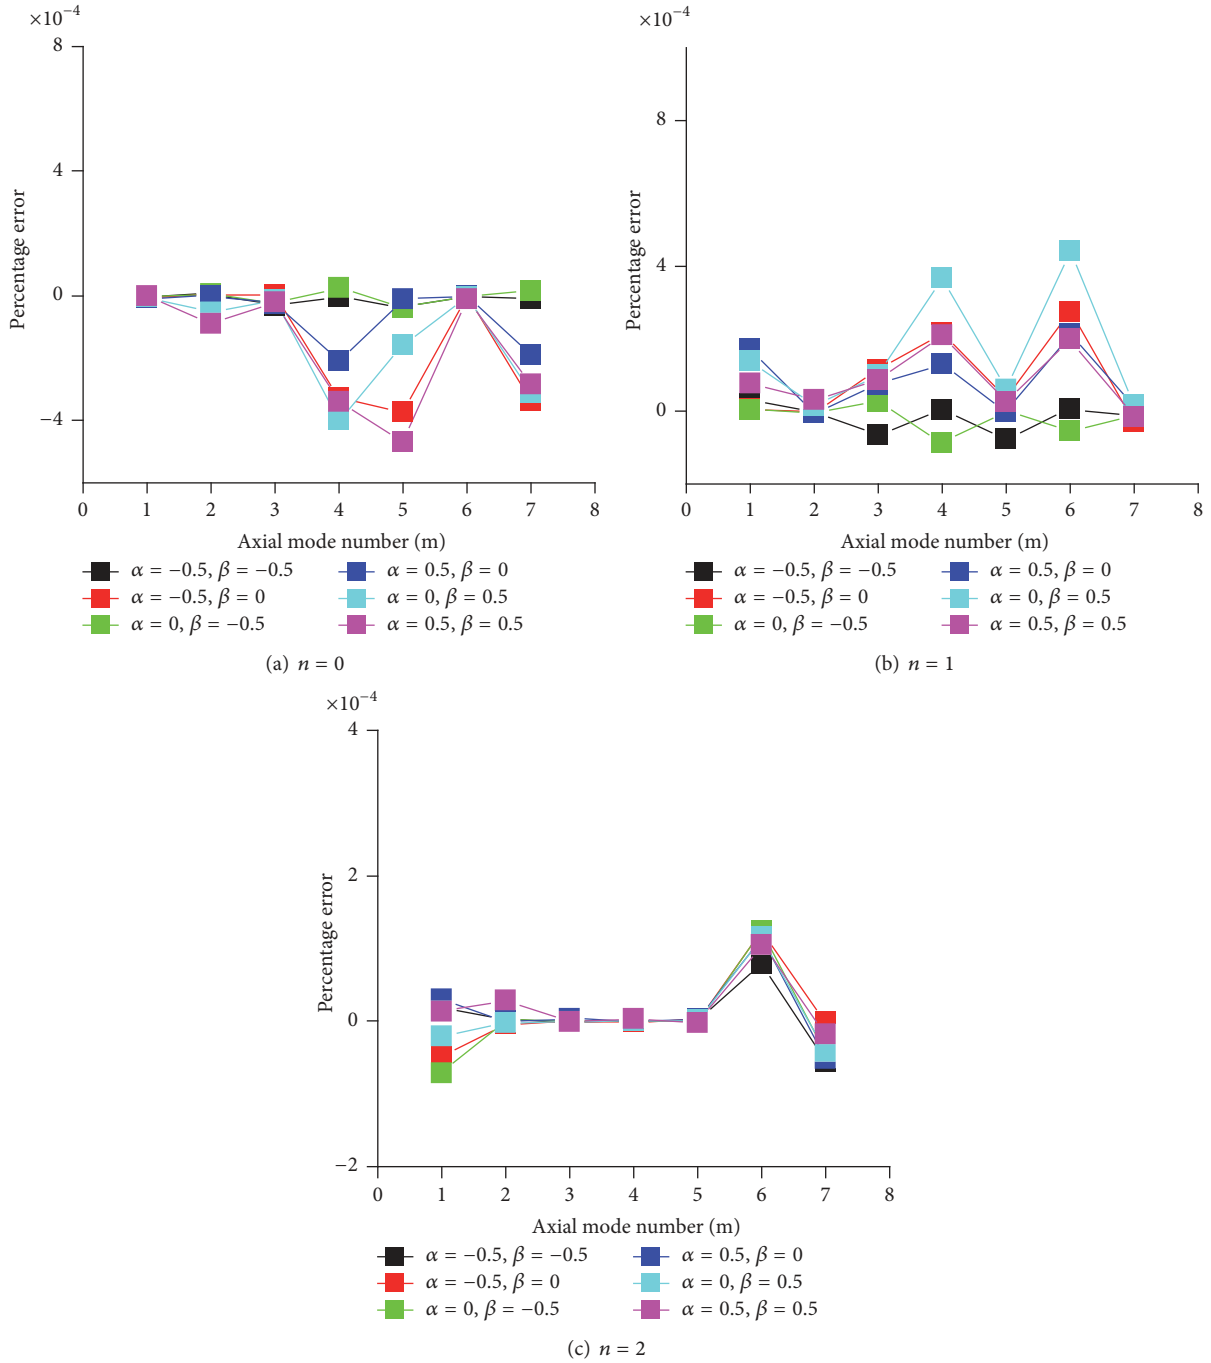 ×10−4
8
4
0
−4
Percentage error
0 1 2 3 4 5 6 7 8
Axial mode number (m)
α = −0.5, β = −0.5
α = −0.5, β = 0
α = 0, β = −0.5
α = 0.5, β = 0
α = 0, β = 0.5
α = 0.5, β = 0.5
(a) n = 0
×10−4
8
4
0
Percentage error
0 1 2 3 4 5 6 7 8
Axial mode number (m)
α = −0.5, β = −0.5
α = −0.5, β = 0
α = 0, β = −0.5
α = 0.5, β = 0
α = 0, β = 0.5
α = 0.5, β = 0.5
(b) n = 1
×10−4
4
2
0
−2
Percentage error
0 1 2 3 4 5 6 7 8
Axial mode number (m)
α = −0.5, β = −0.5
α = −0.5, β = 0
α = 0, β = −0.5
α = 0.5, β = 0
α = 0, β = 0.5
α = 0.5, β = 0.5
(c) n = 2